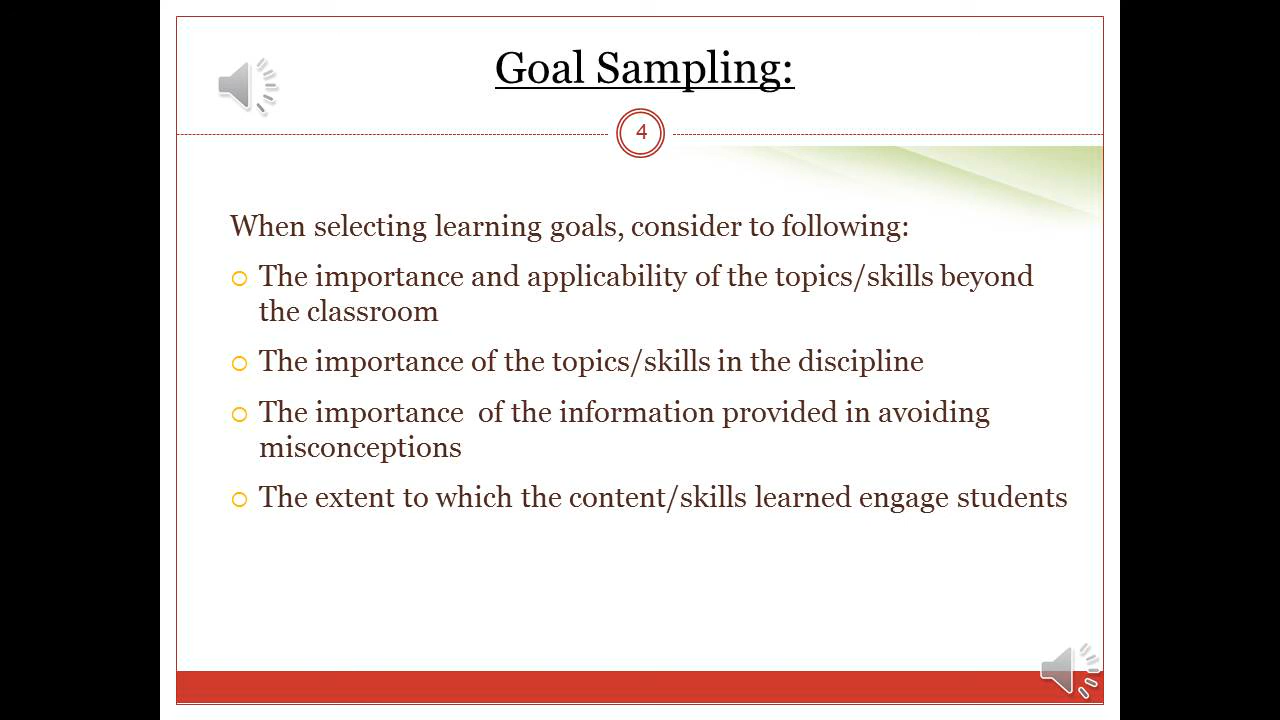 Goal Sampling:
4
When selecting learning goals, consider to following:
The importance and applicability of the topics/skills beyond
the classroom
The importance of the topics/skills in the discipline
The importance  of the information provided in avoiding
misconceptions
The extent to which the content/skills learned engage students